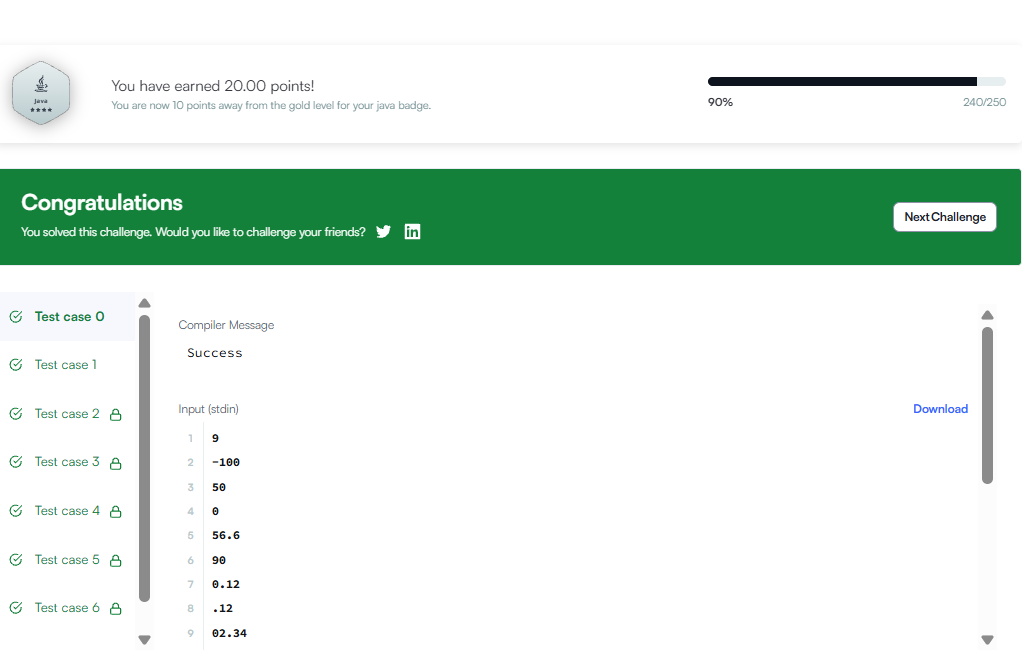 Java
★★★★
You have earned 20.00 points!
You are now 10 points away from the gold level for your java badge.
90%
240/250
Congratulations
You solved this challenge. Would you like to challenge your friends?
Next Challenge
Test case 0
Test case 1
Test case 2
Test case 3
Test case 4
Test case 5
Test case 6
Compiler Message
Success
Input (stdin)
Download
1 9
2 -100
3 50
4 0
5 56.6
6 90
7 0.12
8 .12
9 02.34